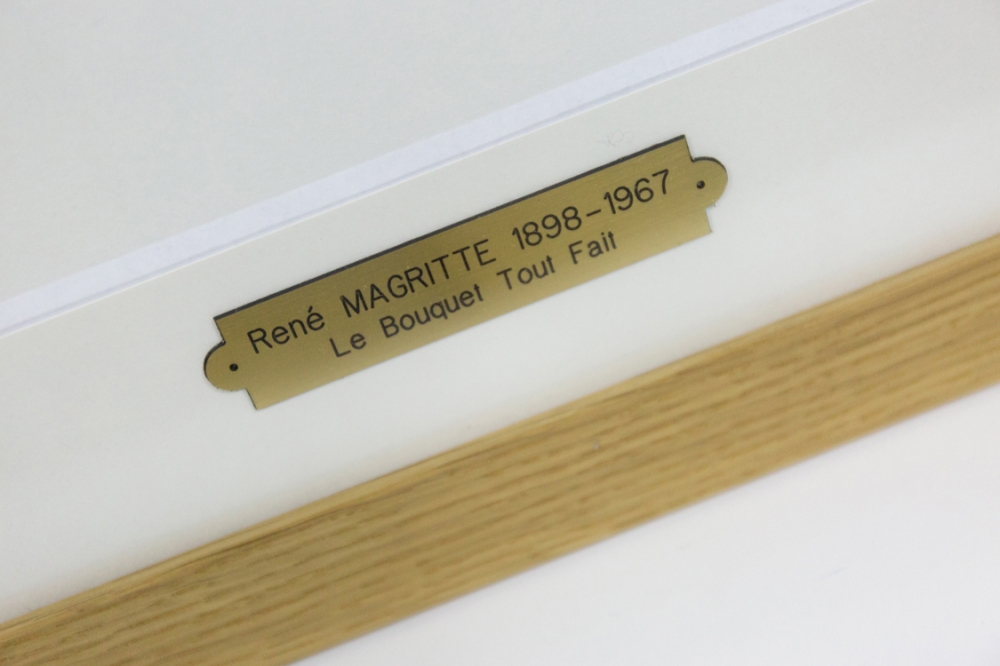 René MAGRITTE 1898-1967
Le Bouquet Tout Fait